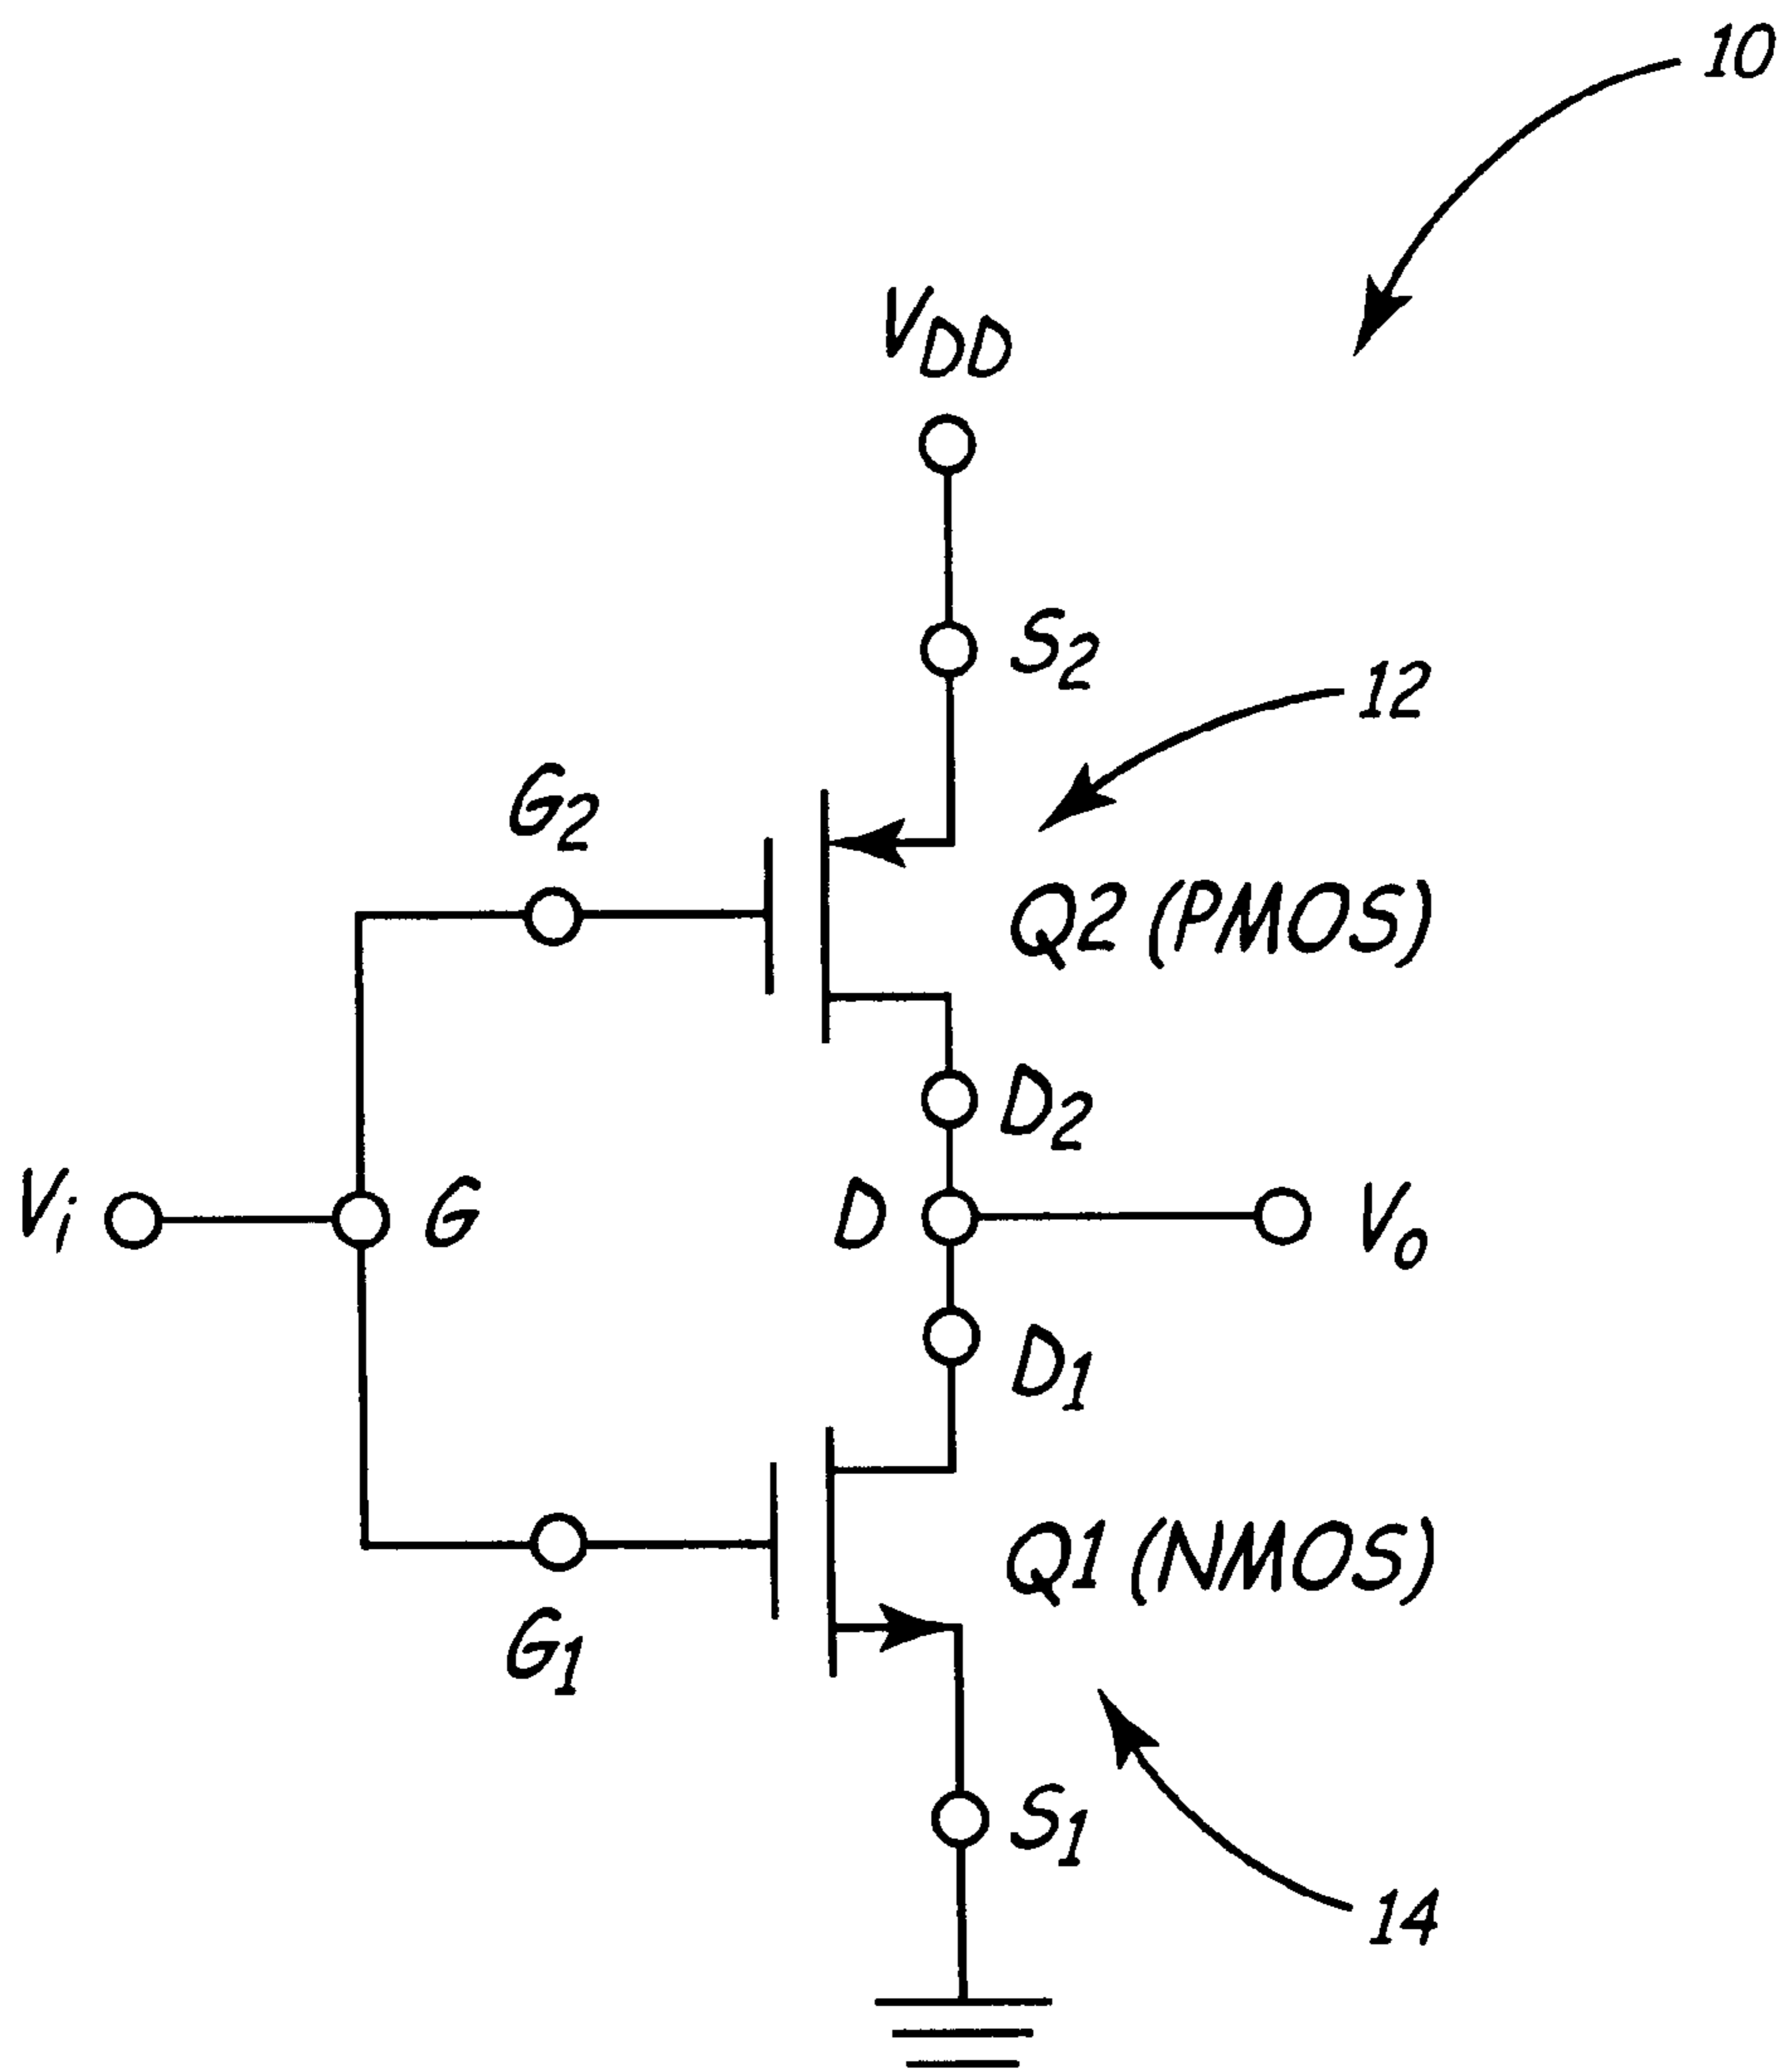 10
VDD
S2
12
G2
Q2 (PMOS)
D2
Vi
G
D
Vo
D1
Q1 (NMOS)
G1
S1
14